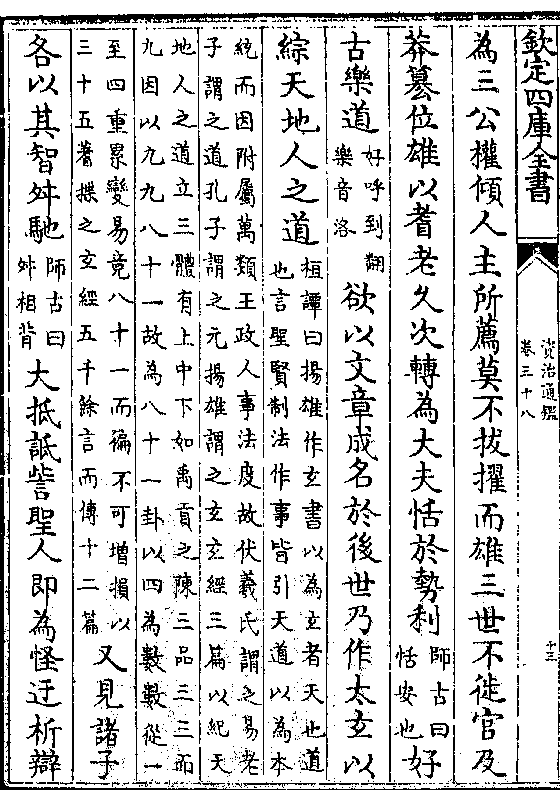 欽定四庫全書
資治通鑑
卷三十八
十三
為三公權傾人主所薦莫不拔擢而雄三世不徙官及
莽篡位雄以耆老久次轉為大夫恬於勢利
師古曰
恬安也
好
古樂道
好呼到翻
樂音洛
欲以文章成名於後世乃作太玄以
綜天地人之道
桓譚曰揚雄作玄書以為玄者天也道
也言聖賢制法作事皆引天道以為本
統而因附屬萬類王政人事法度故伏羲氏謂之易老
子謂之道孔子謂之元揚雄謂之玄玄經三篇以紀天
地人之道立三體有上中下如禹貢之陳三品三三而
九因以九九八十一故為八十一卦以四為數數從一
至四重累變易竟八十一而徧不可增損以
三十五蓍揲之玄經五千餘言而傳十二篇
又見諸子
各以其智舛馳
師古曰
舛相背
大抵詆訾聖人即為怪迂析辯